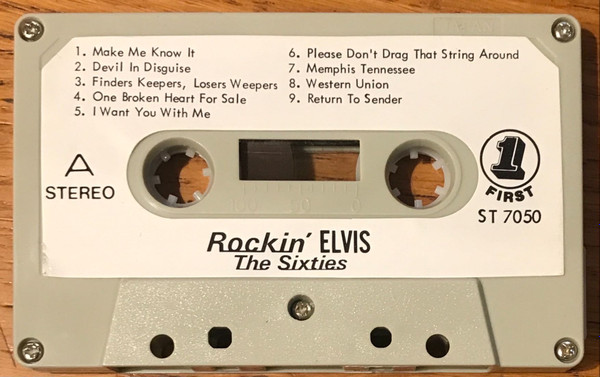 1. Make Me Know It
2. Devil In Disguise
3. Finders Keepers, Losers Weepers
4. One Broken Heart For Sale
5. I Want You With Me
6. Please Don't Drag That String Around
7. Memphis Tennessee
8. Western Union
9. Return To Sender
A
STEREO
1
FIRST
ST 7050
Rockin' ELVIS
The Sixties